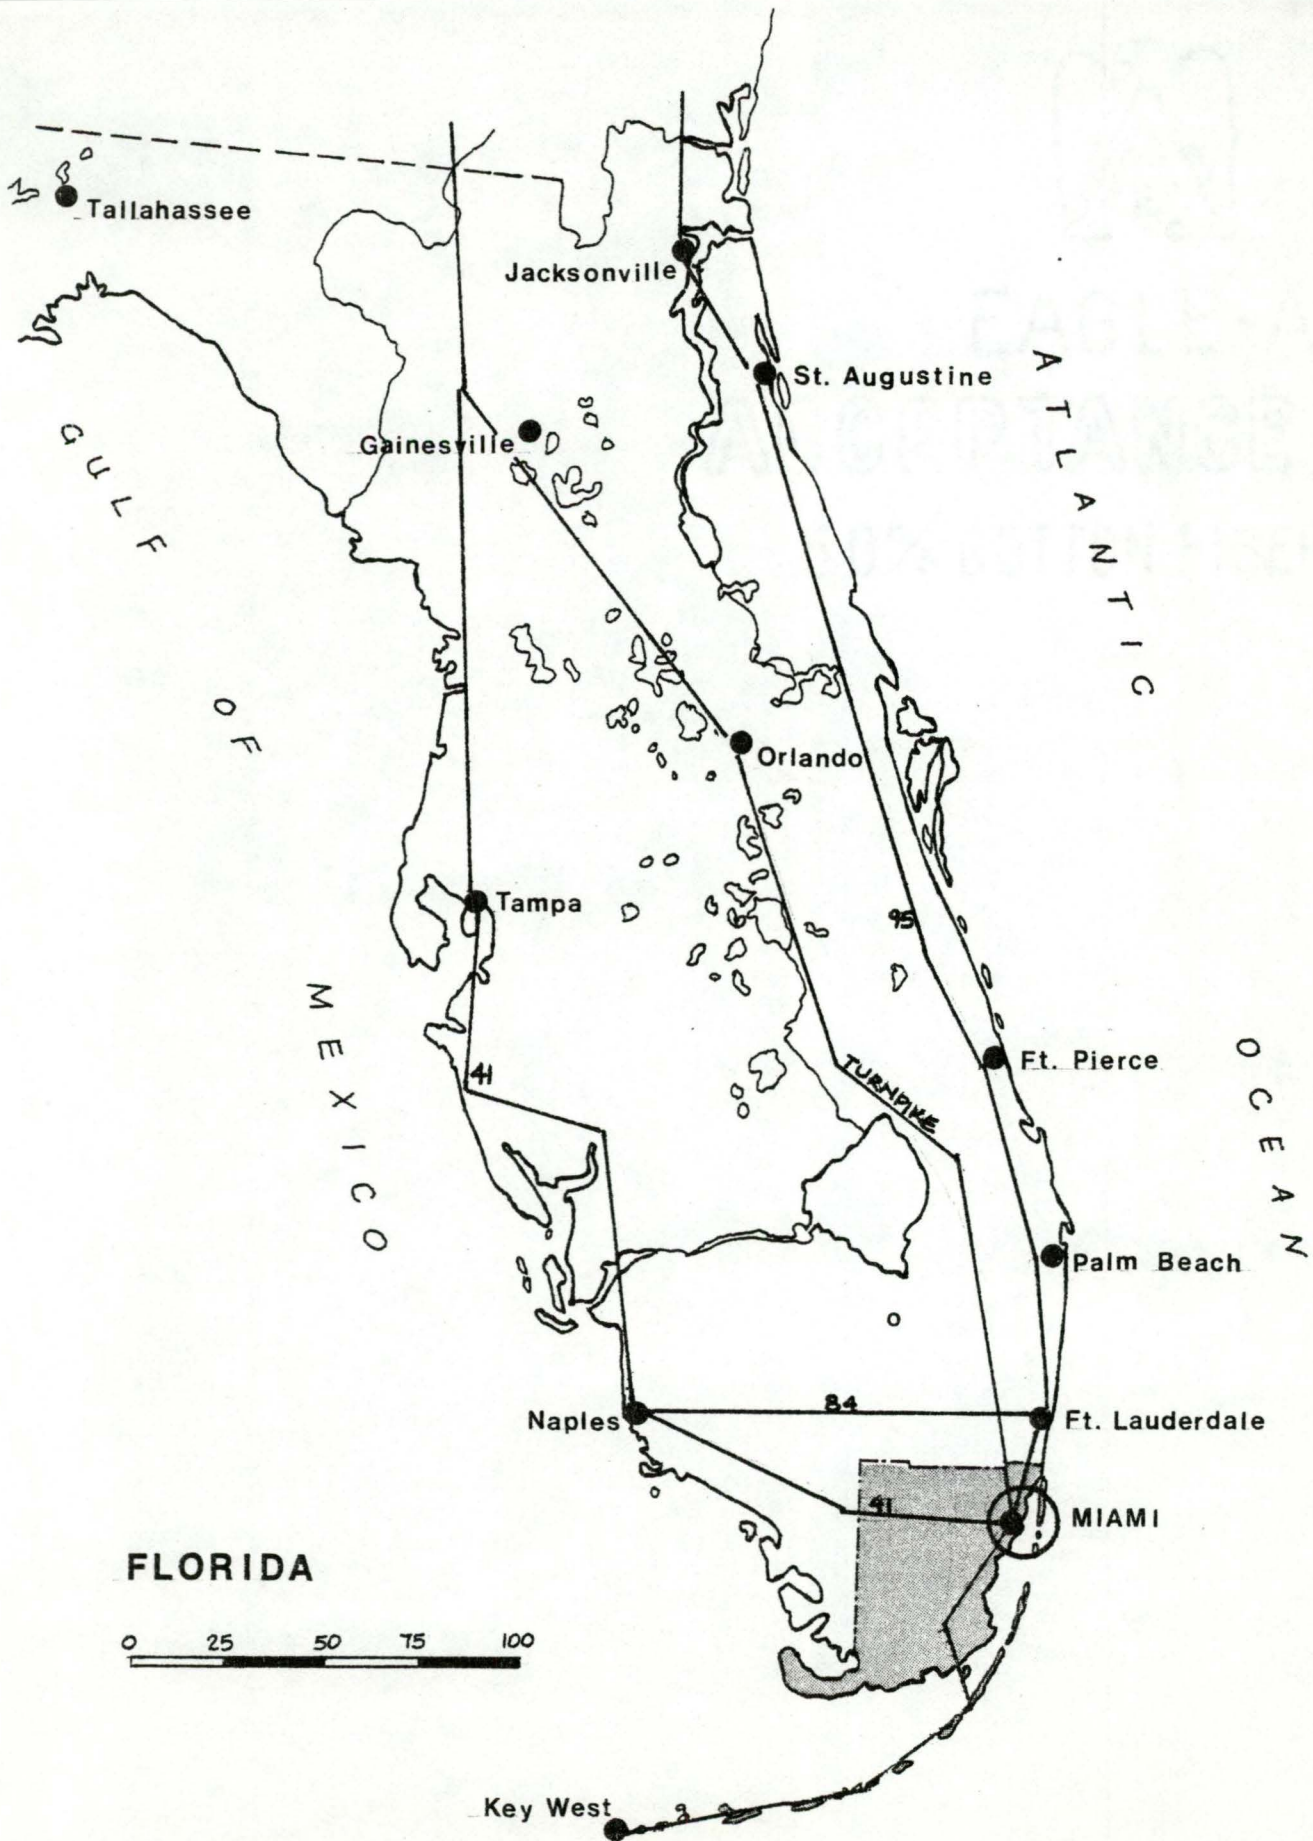 Tallahassee
Jacksonville
ATLANTIC
St. Augustine
GULF
Gainesville
OF
Orlando
Tampa
95
MEXICO
OCEAN
Ft. Pierce
41
TURNPIKE
Palm Beach
84
Naples
Ft. Lauderdale
41
MIAMI
FLORIDA
0 25 50 75 100
Key West